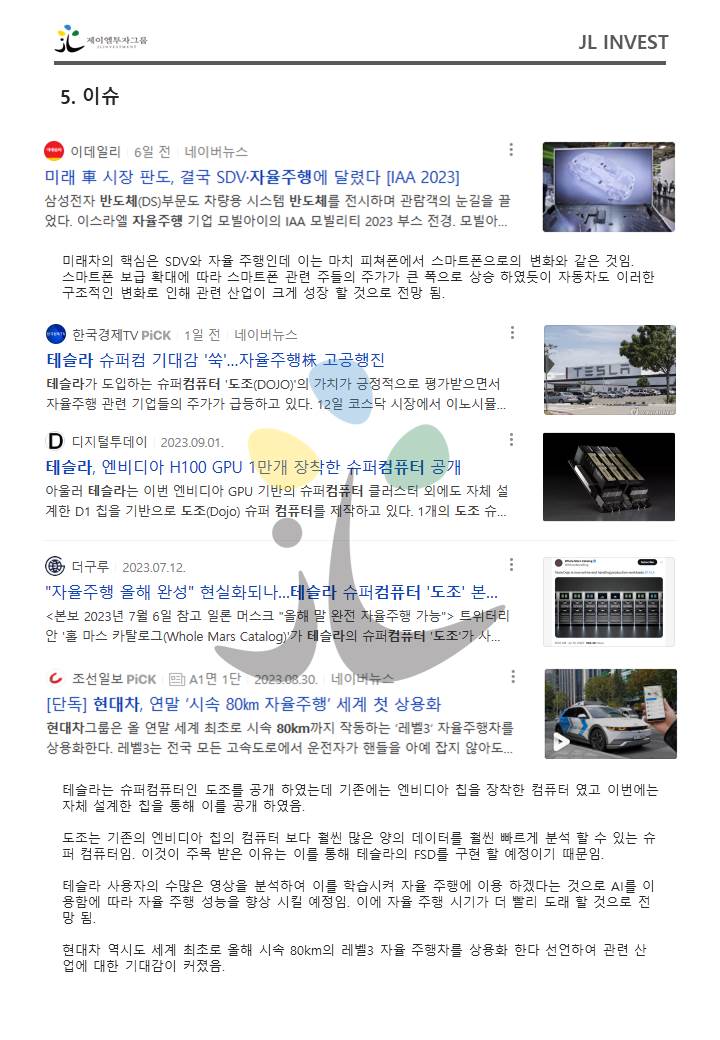 제이엘투자그룹
JL INVESTMENT
JL INVEST
5. 이슈
이데일리 6일 전 네이버뉴스
미래 車 시장 판도, 결국 SDV·자율주행에 달렸다 [IAA 2023]
삼성전자 반도체(DS)부문도 차량용 시스템 반도체를 전시하며 관람객의 눈길을 끌
었다. 이스라엘 자율주행 기업 모빌아이의 IAA 모빌리티 2023 부스 전경. 모빌아...
미래차의 핵심은 SDV와 자율 주행인데 이는 마치 피쳐폰에서 스마트폰으로의 변화와 같은 것임.
스마트폰 보급 확대에 따라 스마트폰 관련 주들의 주가가 큰 폭으로 상승 하였듯이 자동차도 이러한
구조적인 변화로 인해 관련 산업이 크게 성장 할 것으로 전망 됨.
한국경제TV PiCK 1일 전 네이버뉴스
테슬라 슈퍼컴 기대감 '쑥'...자율주행株 고공행진
테슬라가 도입하는 슈퍼컴퓨터 '도조(DOJO)'의 가치가 긍정적으로 평가받으면서
자율주행 관련 기업들의 주가가 급등하고 있다. 12일 코스닥 시장에서 이노시뮬...
TESLA
D 디지털투데이 2023.09.01.
테슬라, 엔비디아 H100 GPU 1만개 장착한 슈퍼컴퓨터 공개
아울러 테슬라는 이번 엔비디아 GPU 기반의 슈퍼컴퓨터 클러스터 외에도 자체 설
계한 D1 칩을 기반으로 도조(Dojo) 슈퍼 컴퓨터를 제작하고 있다. 1개의 도조 슈...
더구루 2023.07.12.
"자율주행 올해 완성" 현실화되나...테슬라 슈퍼컴퓨터 '도조' 본...
<본보 2023년 7월 6일 참고 일론 머스크 "올해 말 완전 자율주행 가능"> 트위터리
안 '홀 마스 카탈로그(Whole Mars Catalog)'가 테슬라의 슈퍼컴퓨터 '도조'가 사...
조선일보 PiCK A1면 1단 2023.08.30. 네이버뉴스
[단독] 현대차, 연말 ‘시속 80㎞ 자율주행’ 세계 첫 상용화
현대차그룹은 올 연말 세계 최초로 시속 80km까지 작동하는 ‘레벨3’ 자율주행차를
상용화한다. 레벨3는 전국 모든 고속도로에서 운전자가 핸들을 아예 잡지 않아도...
테슬라는 슈퍼컴퓨터인 도조를 공개 하였는데 기존에는 엔비디아 칩을 장착한 컴퓨터 였고 이번에는
자체 설계한 칩을 통해 이를 공개 하였음.
도조는 기존의 엔비디아 칩의 컴퓨터 보다 훨씬 많은 양의 데이터를 훨씬 빠르게 분석 할 수 있는 슈
퍼 컴퓨터임. 이것이 주목 받은 이유는 이를 통해 테슬라의 FSD를 구현 할 예정이기 때문임.
테슬라 사용자의 수많은 영상을 분석하여 이를 학습시켜 자율 주행에 이용 하겠다는 것으로 AI를 이
용함에 따라 자율 주행 성능을 향상 시킬 예정임. 이에 자율 주행 시기가 더 빨리 도래 할 것으로 전
망 됨.
현대차 역시도 세계 최초로 올해 시속 80km의 레벨3 자율 주행차를 상용화 한다 선언하여 관련 산
업에 대한 기대감이 커졌음.